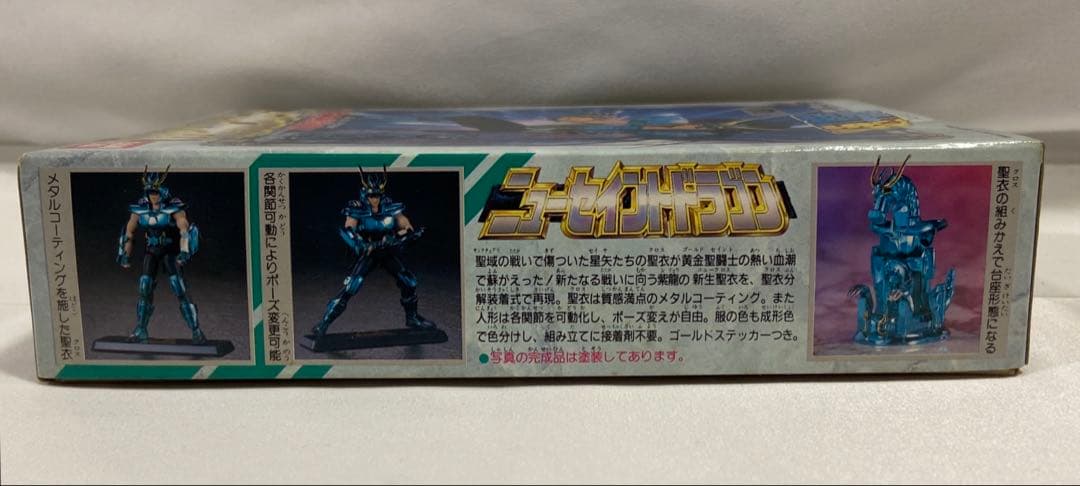 メタルコーティングを施した聖衣
各関節可動によりポーズ変更可能
ニューセイントドラゴン
聖域の戦いで傷ついた星矢たちの聖衣が黄金聖闘士の熱い血潮
で蘇かえった!新たなる戦いに向う紫龍の新生聖衣を、聖衣分
解装着式で再現。聖衣は質感満点のメタルコーティング。また
人形は各関節を可動化し、ポーズ変えが自由。服の色も成形色
で色分けし、組み立てに接着剤不要。ゴールドステッカーつき。
●写真の完成品は塗装してあります。
聖衣の組みかえで台座形態になる